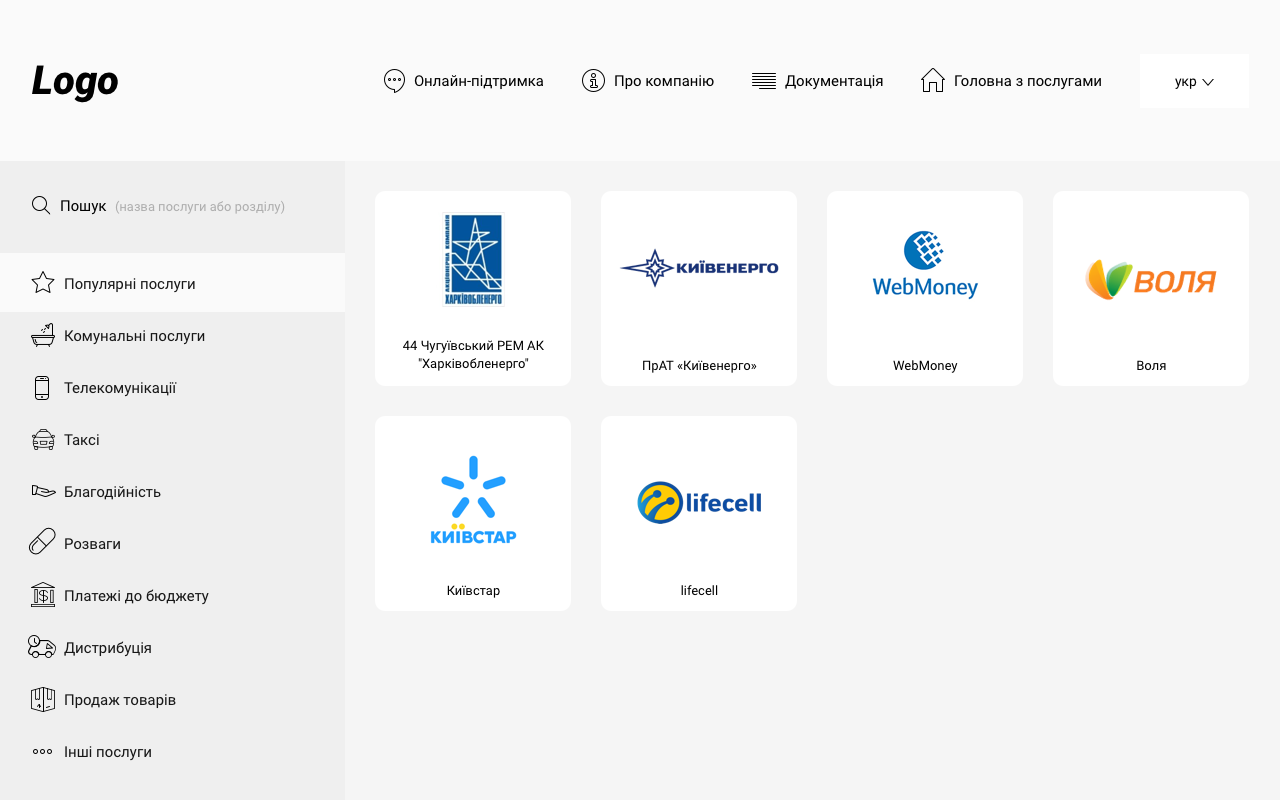 Logo
Онлайн-підтримка
Про компанію
Документація
Головна з послугами
укр
Пошук (назва послуги або розділу)
Популярні послуги
Комунальні послуги
Телекомунікації
Таксі
Благодійність
Розваги
Платежі до бюджету
Дистрибуція
Продаж товарів
Інші послуги
АКЦІОНЕРНА КОМПАНІЯ
ХАРКІВОБЛЕНЕРГО
44 Чугуївський РЕМ АК
"Харківобленерго"
КИЇВЕНЕРГО
ПрАТ «Київенерго»
WebMoney
WebMoney
ВОЛЯ
Воля
КИЇВСТАР
Київстар
lifecell
lifecell